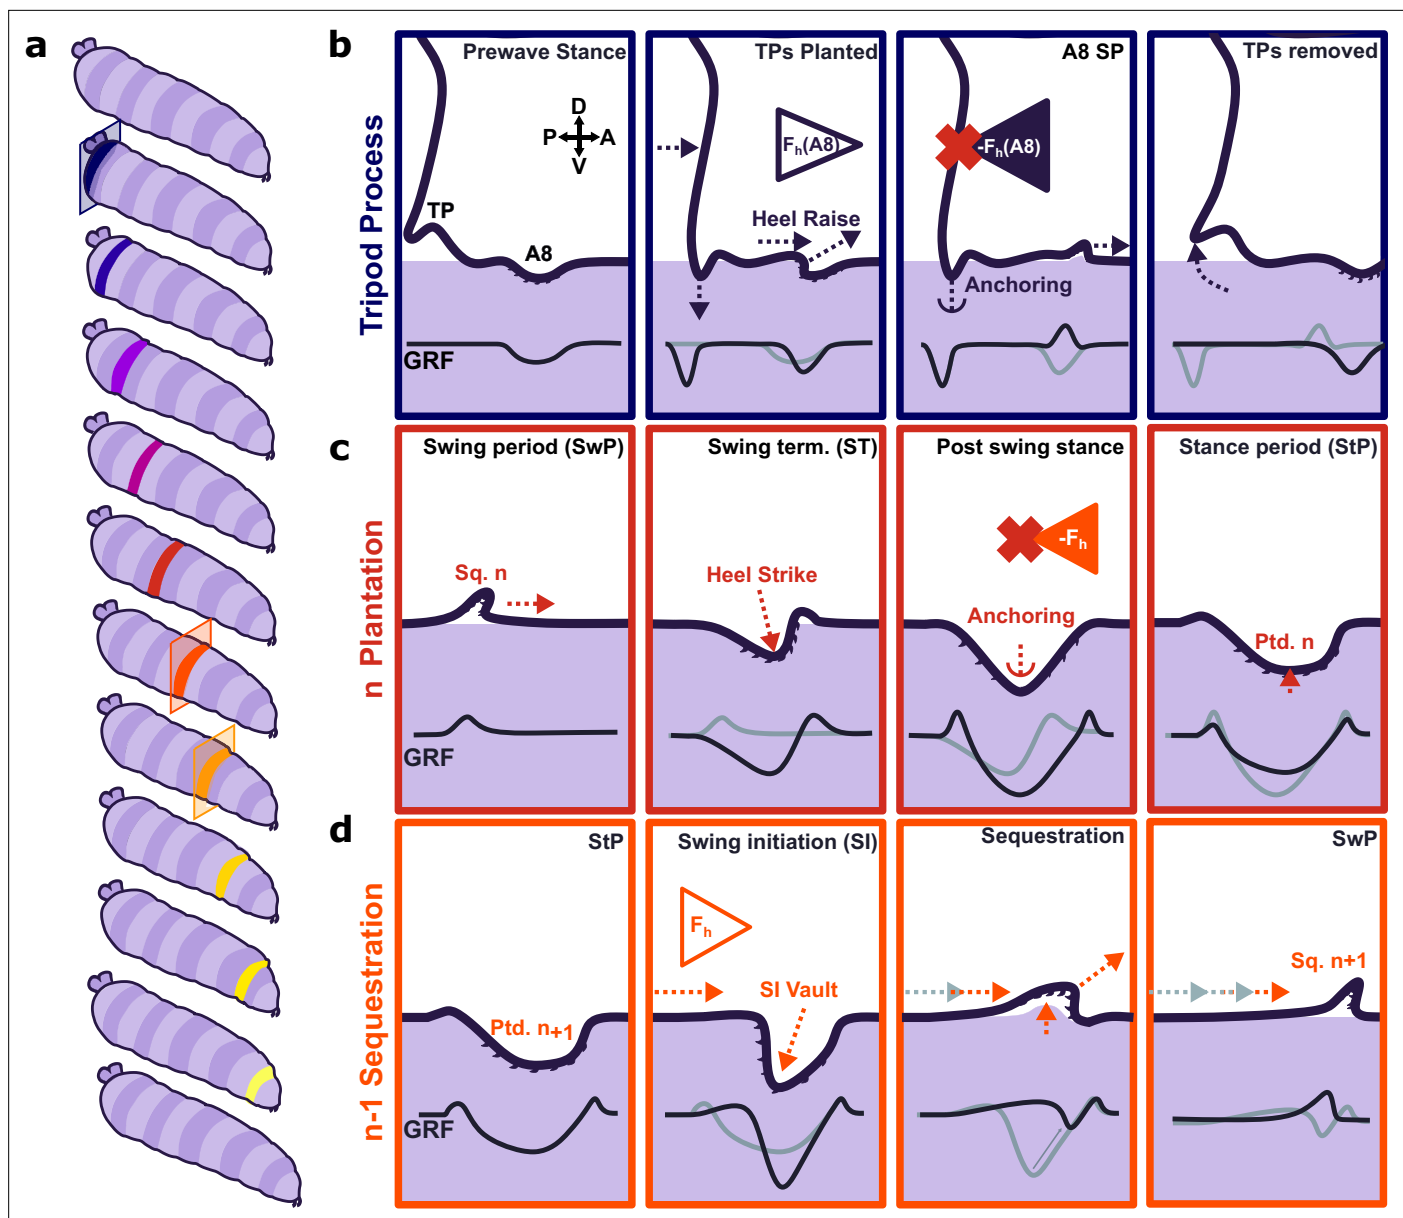 a
b
Tripod Process
Prewave Stance
D
P A
V
TP
A8
GRF
TPs Planted
Fh(A8)
Heel Raise
A8 SP
-Fh(A8)
Anchoring
TPs removed
c
n Plantation
Swing period (SwP)
Sq. n
GRF
Swing term. (ST)
Heel Strike
Post swing stance
-Fh
Anchoring
Stance period (StP)
Ptd. n
d
n-1 Sequestration
StP
Ptd. n+1
GRF
Swing initiation (SI)
Fh
SI Vault
Sequestration
SwP
Sq. n+1